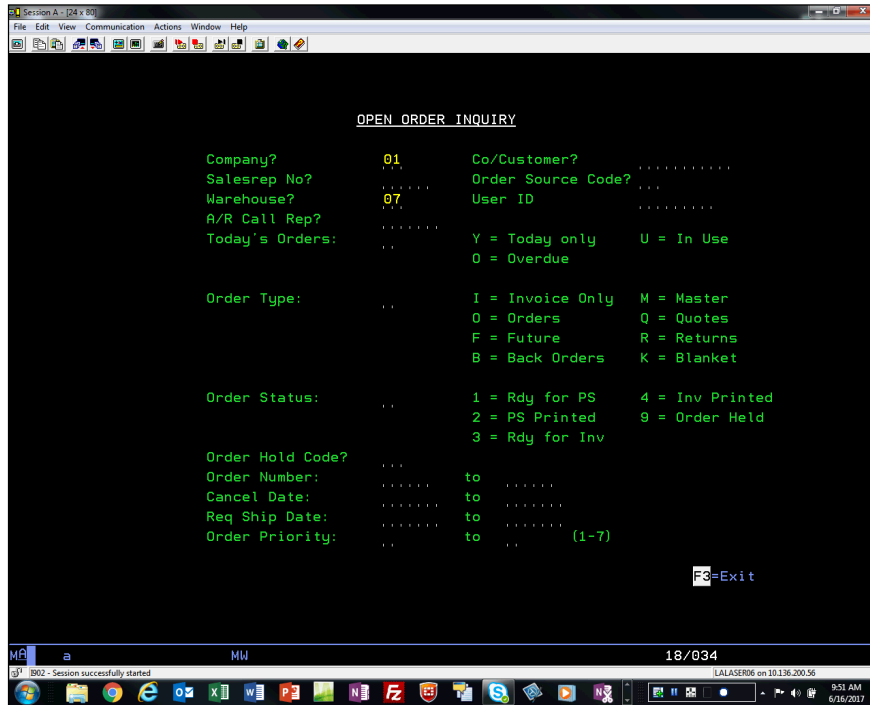 Session A - [24 x 80]
File Edit View Communication Actions Window Help
OPEN ORDER INQUIRY
Company? 01 Co/Customer?
Salesrep No? Order Source Code?
Warehouse? 07 User ID
A/R Call Rep?
Today's Orders: Y = Today only U = In Use
O = Overdue
Order Type: I = Invoice Only M = Master
O = Orders Q = Quotes
F = Future R = Returns
B = Back Orders K = Blanket
Order Status: 1 = Rdy for PS 4 = Inv Printed
2 = PS Printed 9 = Order Held
3 = Rdy for Inv
Order Hold Code?
Order Number: to
Cancel Date: to
Req Ship Date: to
Order Priority: to (1-7)
F3=Exit
MA a MW 18/034
I902 - Session successfully started LALASER06 on 10.136.200.56
9:51 AM
6/16/2017